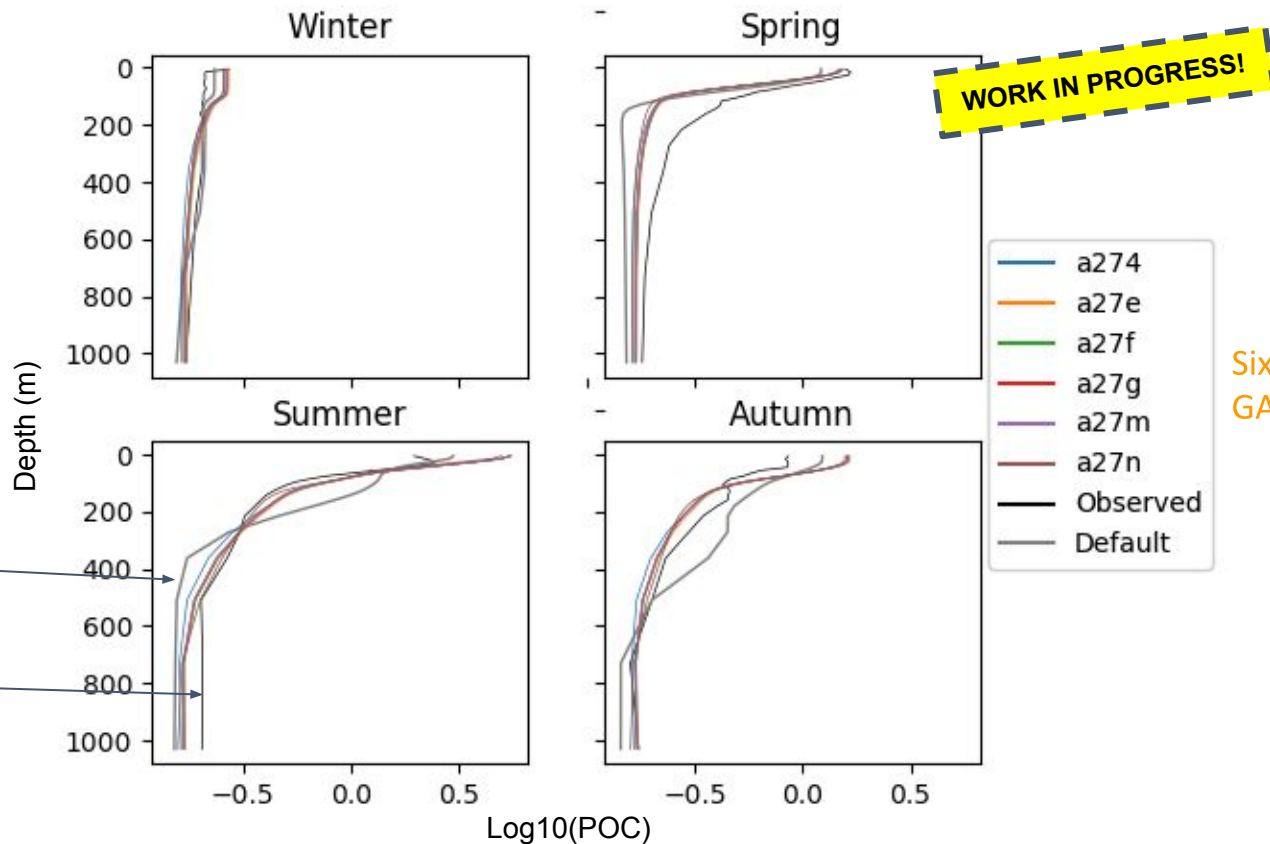 Winter
Spring
WORK IN PROGRESS!
0
200
400
600
800
1000
a274
a27e
a27f
a27g
a27m
a27n
Observed
Default
Six
GA
Depth (m)
Summer
Autumn
0
200
400
600
800
1000
−0.5 0.0 0.5
−0.5 0.0 0.5
Log10(POC)